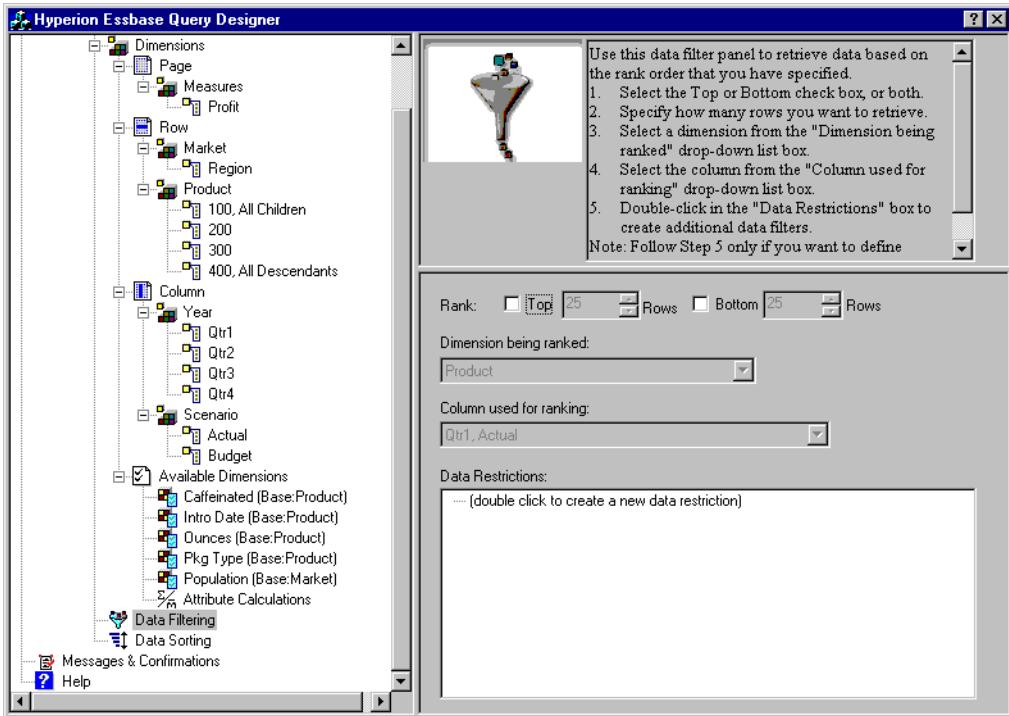 Hyperion Essbase Query Designer
Dimensions
Page
Measures
Profit
Row
Market
Region
Product
100, All Children
200
300
400, All Descendants
Column
Year
Qtr1
Qtr2
Qtr3
Qtr4
Scenario
Actual
Budget
Available Dimensions
Caffeinated (Base:Product)
Intro Date (Base:Product)
Ounces (Base:Product)
Pkg Type (Base:Product)
Population (Base:Market)
Attribute Calculations
Data Filtering
Data Sorting
Messages & Confirmations
Help
Use this data filter panel to retrieve data based on
the rank order that you have specified.
1. Select the Top or Bottom check box, or both.
2. Specify how many rows you want to retrieve.
3. Select a dimension from the "Dimension being
ranked" drop-down list box.
4. Select the column from the "Column used for
ranking" drop-down list box.
5. Double-click in the "Data Restrictions" box to
create additional data filters.
Note: Follow Step 5 only if you want to define
Rank: Top 25 Rows Bottom 25 Rows
Dimension being ranked:
Product
Column used for ranking:
Qtr1, Actual
Data Restrictions:
(double click to create a new data restriction)